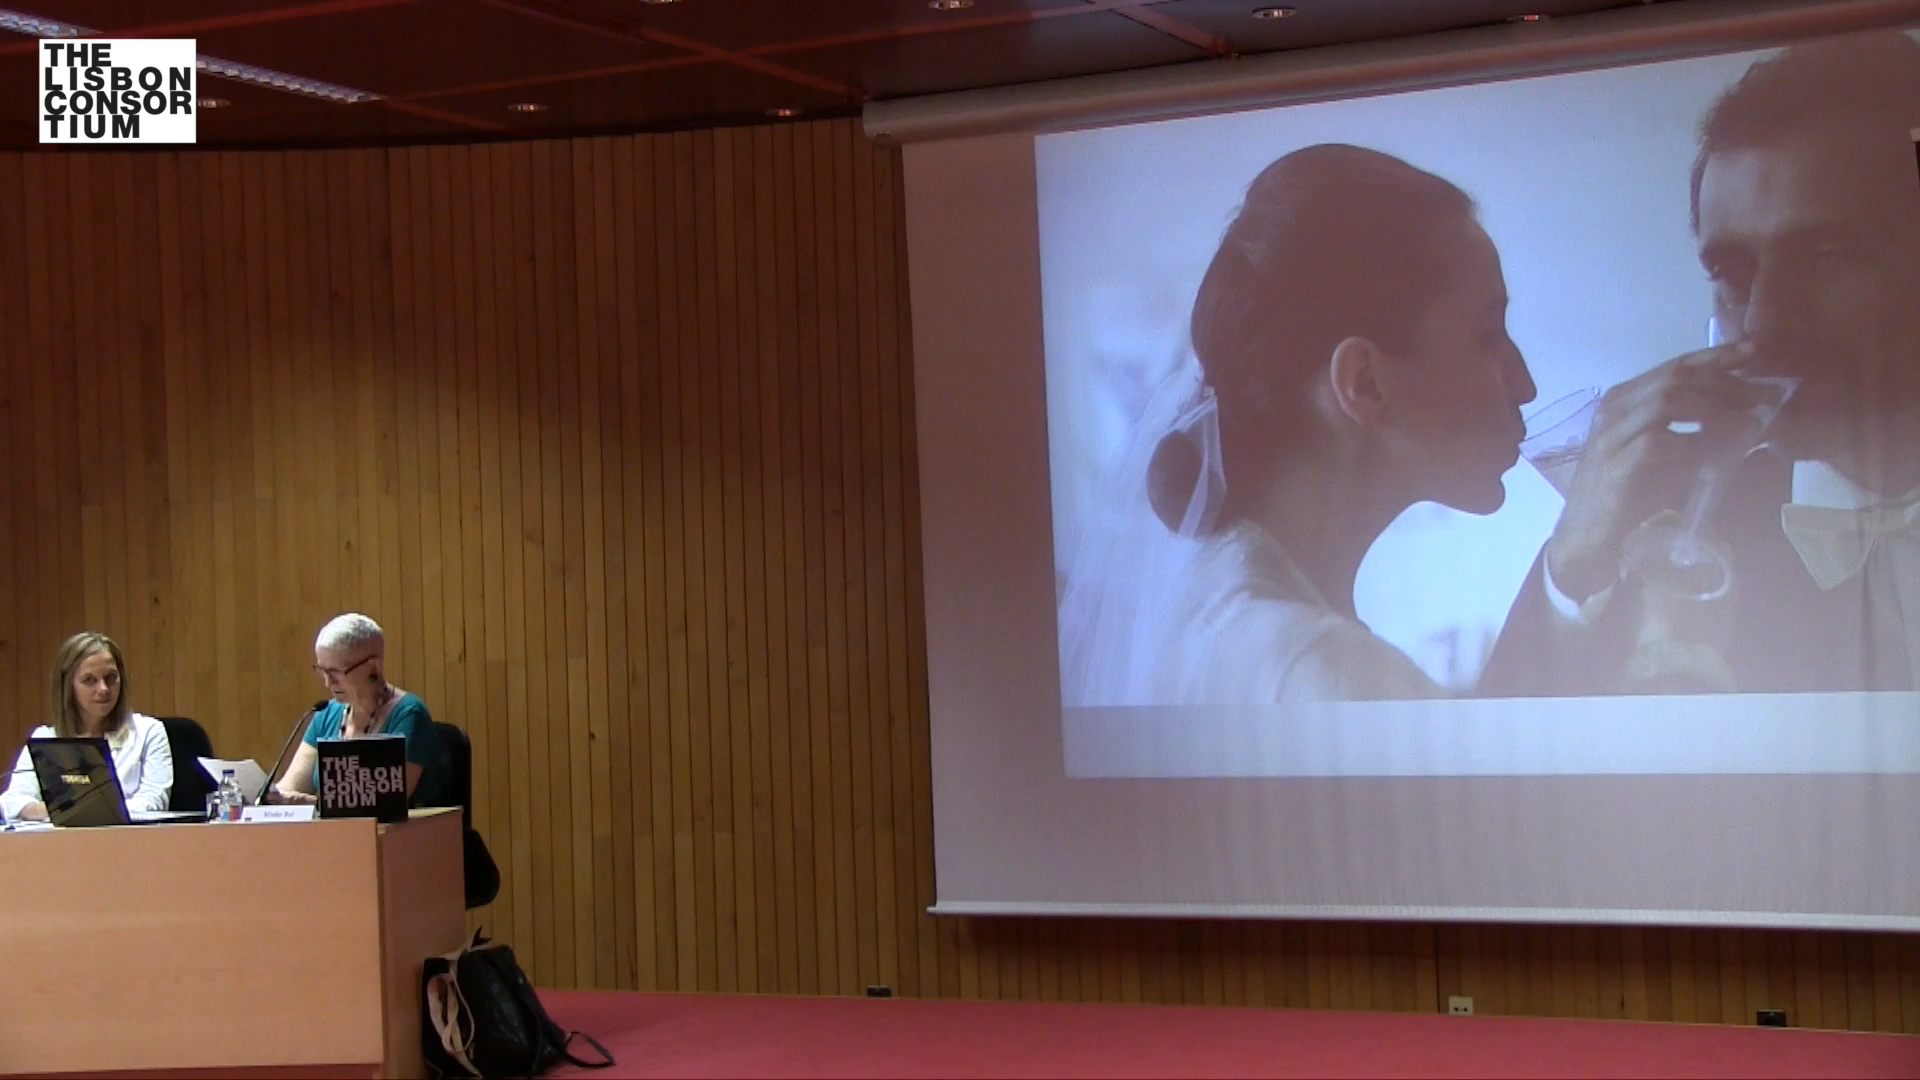 THE
LISBON
CONSOR
TIUM
TOSHIBA
THE
LISBON
CONSOR
TIUM